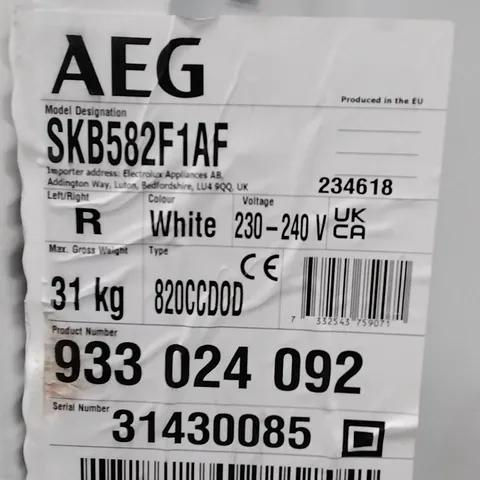 AEG
Produced in the EU
Model Designation
SKB582F1AF
Importer address: Electrolux Appliances AB,
Addington Way, Luton, Bedfordshire, LU4 9QQ, UK
234618
Left/Right
R
Colour
White
Voltage
230-240 V
UK
CA
Max. Gross Weight
31 kg
Type
820CCDOD
CE
7 332543 759071
Product Number
933 024 092
Serial Number
31430085